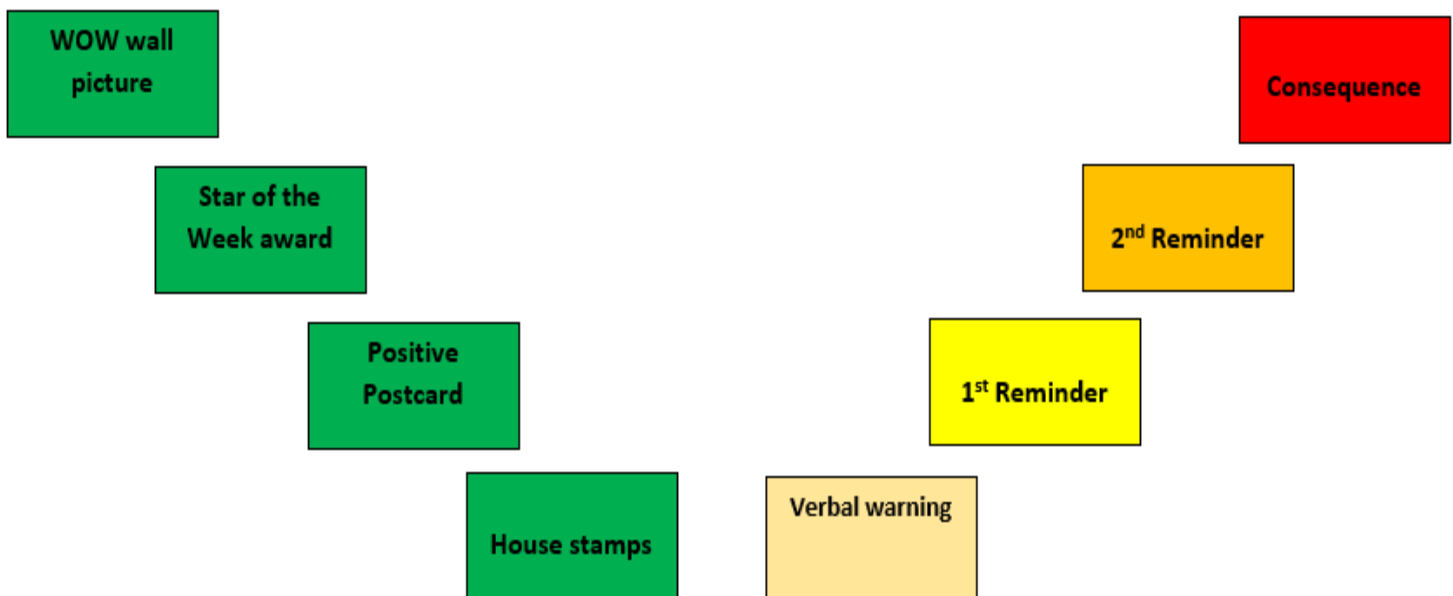 WOW wall
picture
Consequence
Star of the
Week award
2nd Reminder
Positive
Postcard
1st Reminder
House stamps
Verbal warning